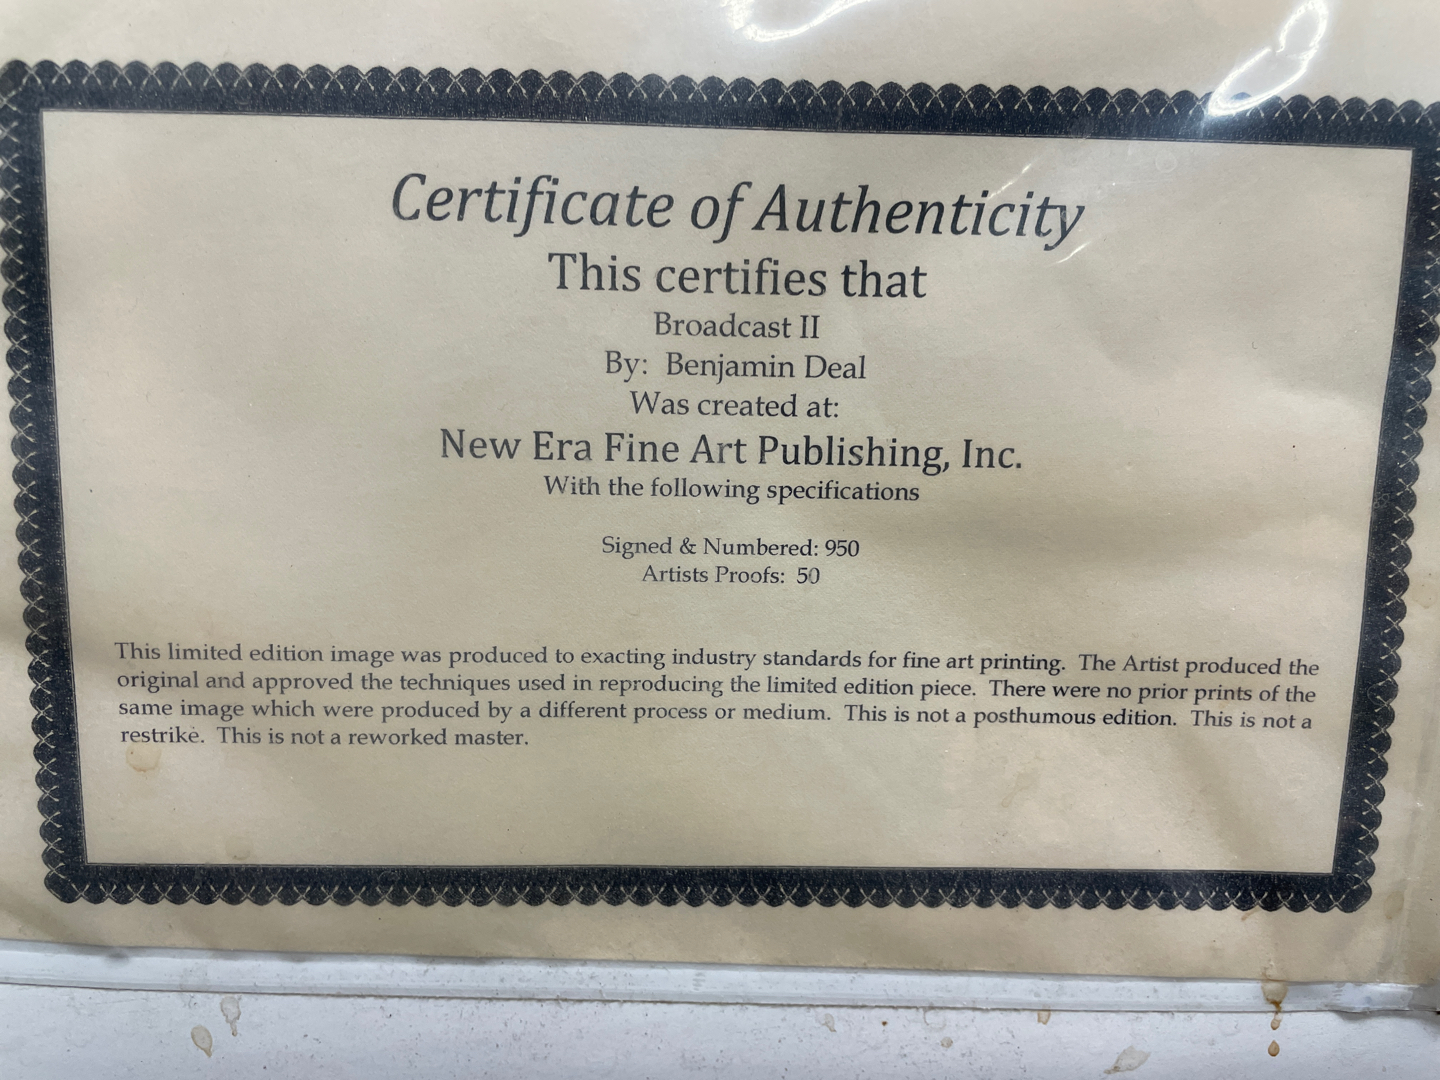 Certificate of Authenticity
This certifies that
Broadcast II
By: Benjamin Deal
Was created at:
New Era Fine Art Publishing, Inc.
With the following specifications
Signed & Numbered: 950
Artists Proofs: 50
This limited edition image was produced to exacting industry standards for fine art printing. The Artist produced the
original and approved the techniques used in reproducing the limited edition piece. There were no prior prints of the
same image which were produced by a different process or medium. This is not a posthumous edition. This is not a
restrike. This is not a reworked master.